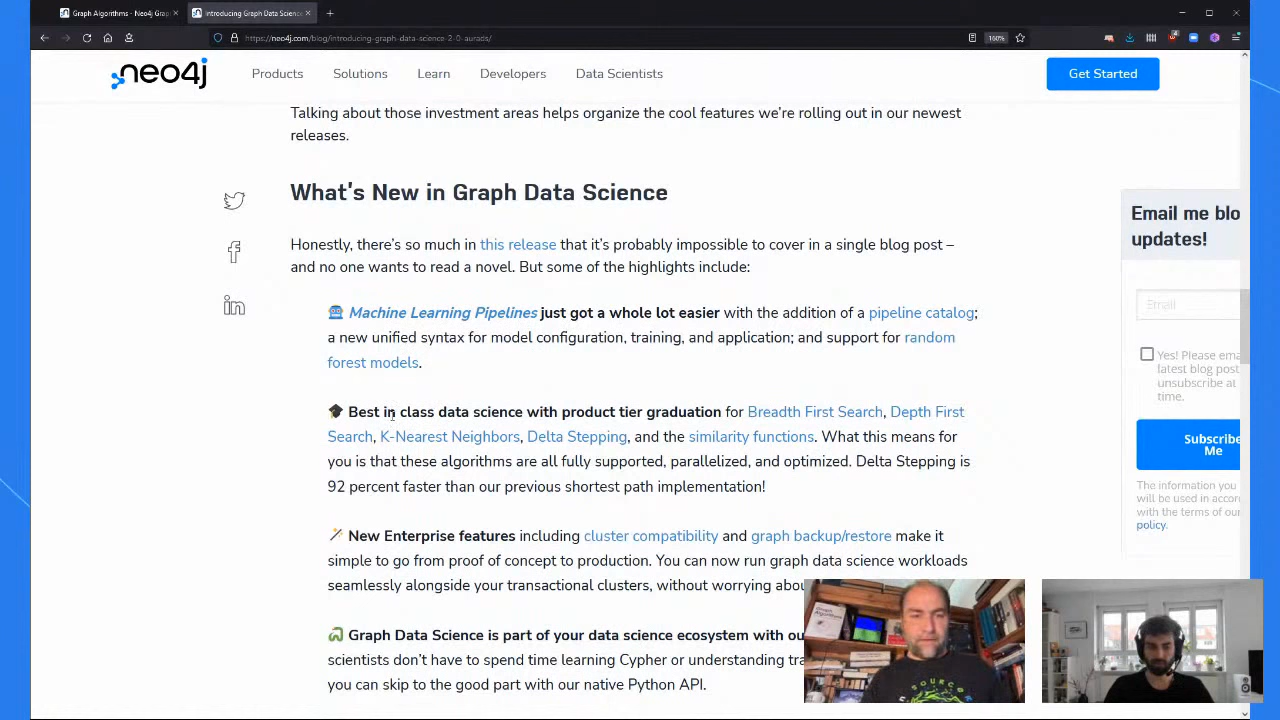 Graph Algorithms - Neo4j Grap
Introducing Graph Data Science
https://neo4j.com/blog/introducing-graph-data-science-2-0-aurads/
160%
neo4j
Products
Solutions
Learn
Developers
Data Scientists
Get Started
Talking about those investment areas helps organize the cool features we're rolling out in our newest
releases.
What's New in Graph Data Science
Honestly, there's so much in this release that it's probably impossible to cover in a single blog post –
and no one wants to read a novel. But some of the highlights include:
Machine Learning Pipelines just got a whole lot easier with the addition of a pipeline catalog;
a new unified syntax for model configuration, training, and application; and support for random
forest models.
Best in class data science with product tier graduation for Breadth First Search, Depth First
Search, K-Nearest Neighbors, Delta Stepping, and the similarity functions. What this means for
you is that these algorithms are all fully supported, parallelized, and optimized. Delta Stepping is
92 percent faster than our previous shortest path implementation!
New Enterprise features including cluster compatibility and graph backup/restore make it
simple to go from proof of concept to production. You can now run graph data science workloads
seamlessly alongside your transactional clusters, without worrying abou
Graph Data Science is part of your data science ecosystem with ou
scientists don't have to spend time learning Cypher or understanding tra
you can skip to the good part with our native Python API.
Email me blo
updates!
Email
Yes! Please ema
latest blog post
unsubscribe at
time.
Subscribe
Me
The information you
will be used in accor
with the terms of our
policy.
Graph
Algorithms
SOURCE